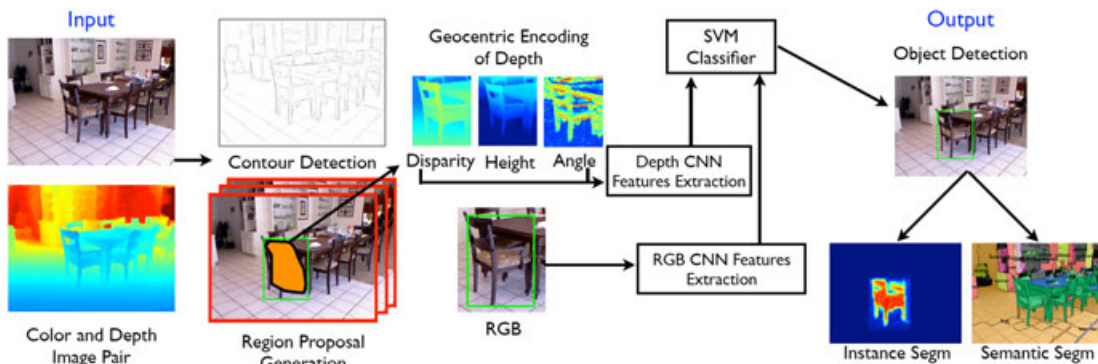 Input
Color and Depth
Image Pair
Contour Detection
Region Proposal
Generation
Geocentric Encoding
of Depth
Disparity Height Angle
RGB
Depth CNN
Features Extraction
RGB CNN Features
Extraction
SVM
Classifier
Output
Object Detection
Instance Segm
Semantic Segm